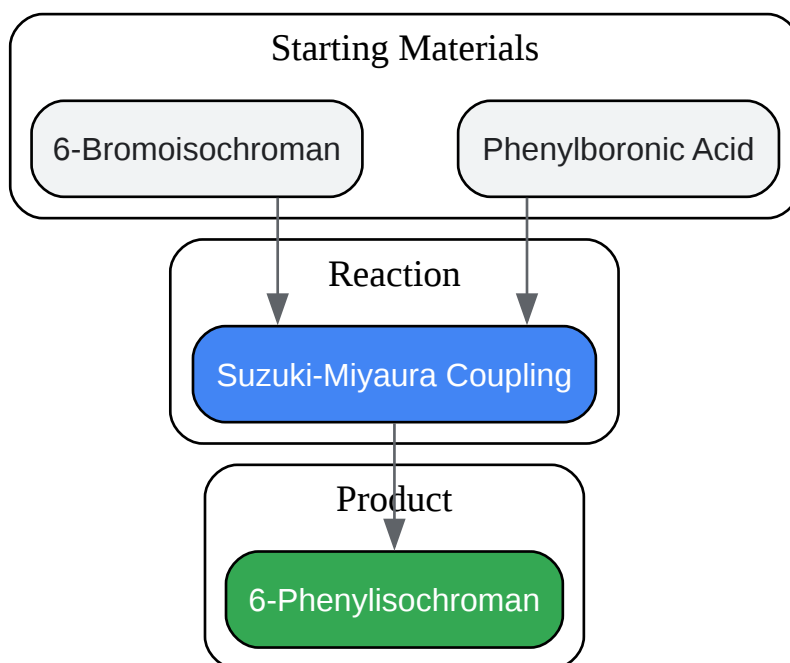 Starting Materials
6-Bromoisochroman
Phenylboronic Acid
Reaction
Suzuki-Miyaura Coupling
Product
6-Phenylisochroman